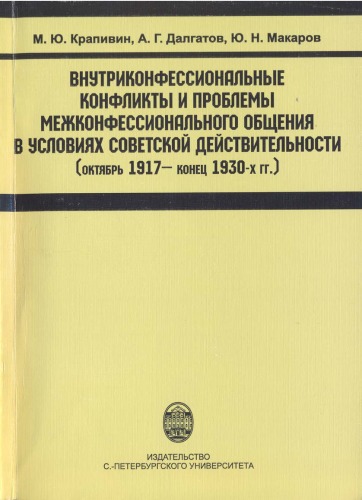 М. Ю. Крапивин, А. Г. Далгатов, Ю. Н. Макаров
ВНУТРИКОНФЕССИОНАЛЬНЫЕ
КОНФЛИКТЫ И ПРОБЛЕМЫ
МЕЖКОНФЕССИОНАЛЬНОГО ОБЩЕНИЯ
В УСЛОВИЯХ СОВЕТСКОЙ ДЕЙСТВИТЕЛЬНОСТИ
(ОКТЯБРЬ 1917— КОНЕЦ 1930-Х ГГ.)
ИЗДАТЕЛЬСТВО
С.-ПЕТЕРБУРГСКОГО УНИВЕРСИТЕТА